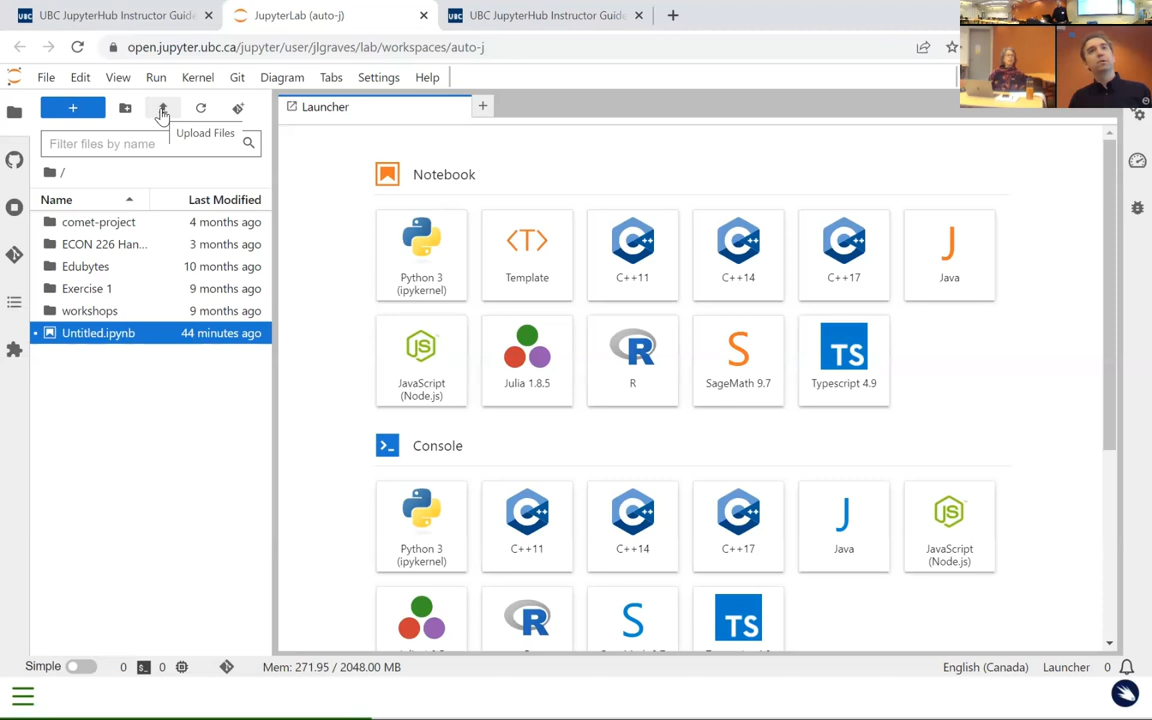 UBC JupyterHub Instructor Guide
JupyterLab (auto-j)
UBC JupyterHub Instructor Guide
open.jupyter.ubc.ca/jupyter/user/jlgraves/lab/workspaces/auto-j
File Edit View Run Kernel Git Diagram Tabs Settings Help
Launcher
Upload Files
Filter files by name
/
Name Last Modified
comet-project 4 months ago
ECON 226 Han... 3 months ago
Edubytes 10 months ago
Exercise 1 9 months ago
workshops 9 months ago
Untitled.ipynb 44 minutes ago
Notebook
Python 3
(ipykernel)
<T>
Template
C++11
C++14
C++17
J
Java
JS
JavaScript
(Node.js)
Julia 1.8.5
R
R
S
SageMath 9.7
TS
Typescript 4.9
Console
Python 3
(ipykernel)
C++11
C++14
C++17
J
Java
JS
JavaScript
(Node.js)
R
S
TS
Simple 0 0 Mem: 271.95 / 2048.00 MB English (Canada) Launcher 0